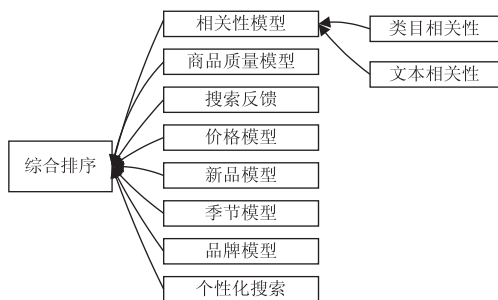 相关性模型
类目相关性
商品质量模型
文本相关性
搜索反馈
价格模型
综合排序
新品模型
季节模型
品牌模型
个性化搜索